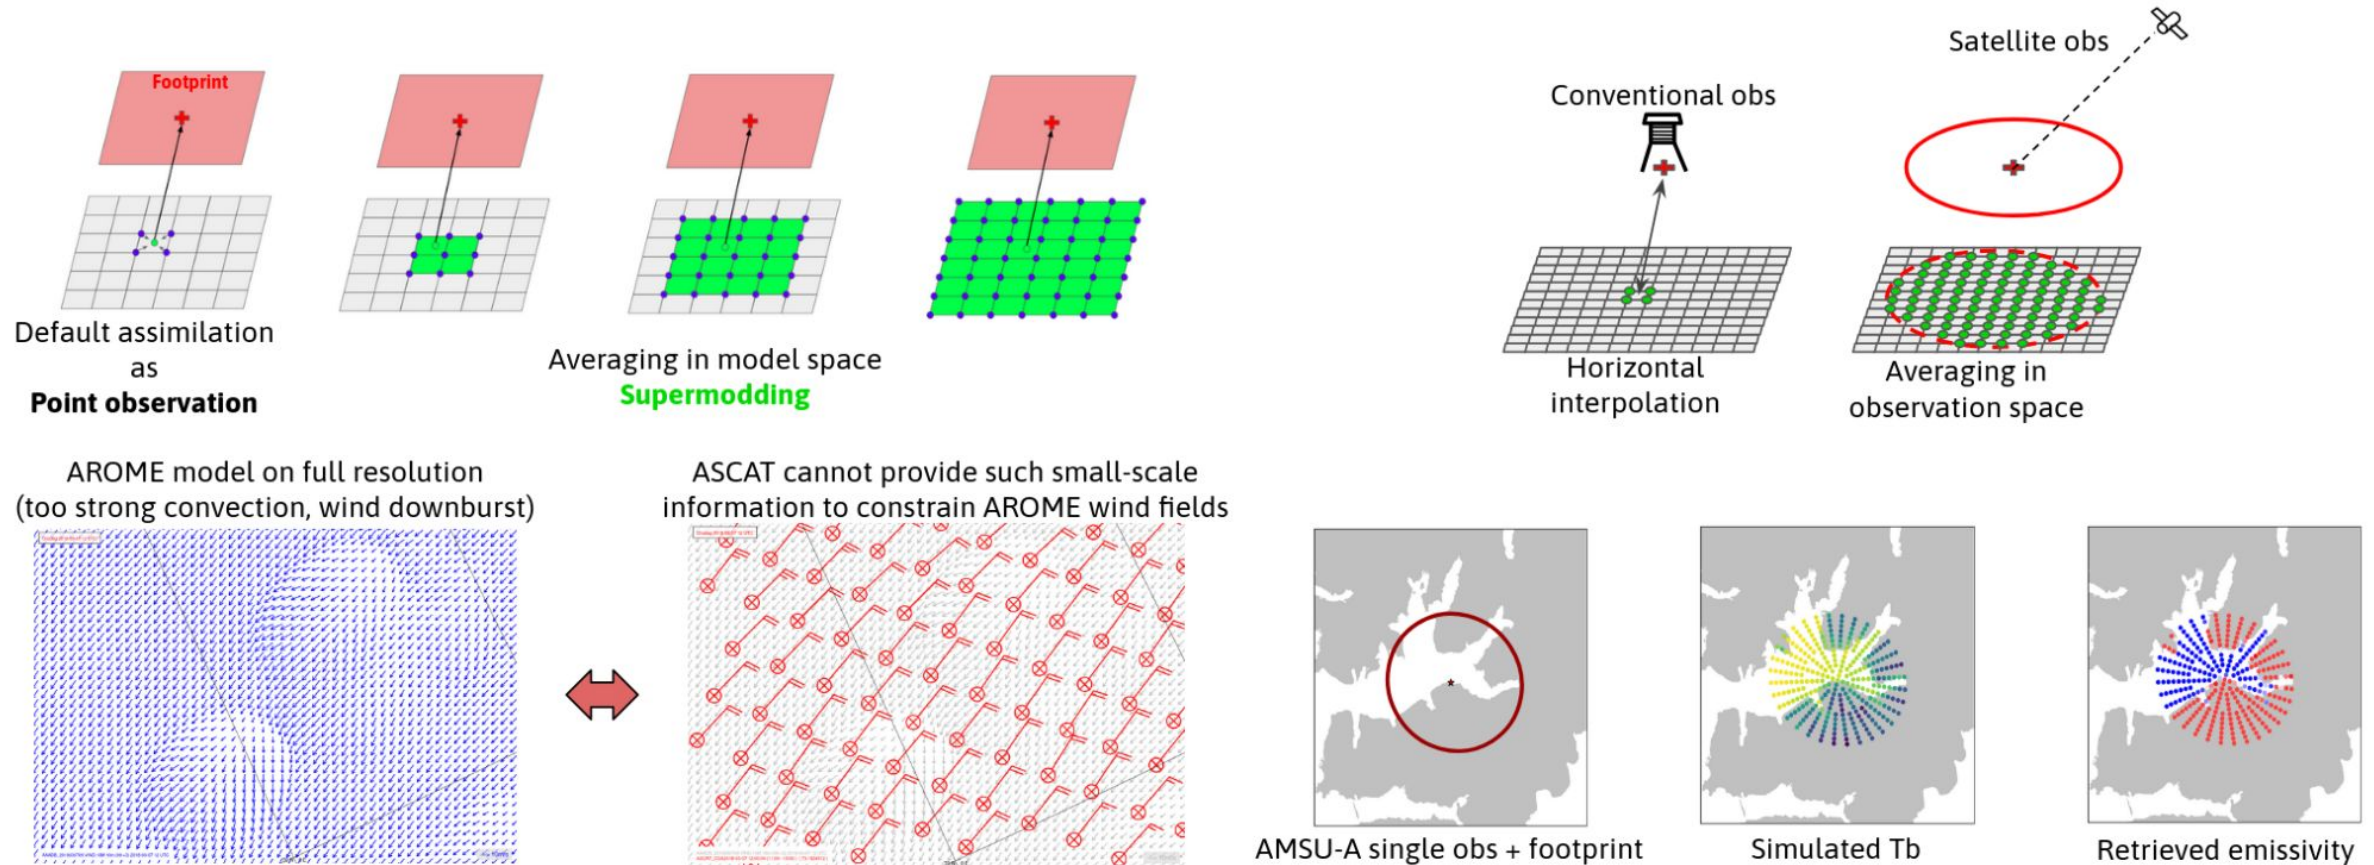 Footprint
Default assimilation
as
Point observation
Averaging in model space
Supermodding
Satellite obs
Conventional obs
Horizontal
interpolation
Averaging in
observation space
AROME model on full resolution
(too strong convection, wind downburst)
ASCAT cannot provide such small-scale
information to constrain AROME wind fields
AMSU-A single obs + footprint
Simulated Tb
Retrieved emissivity